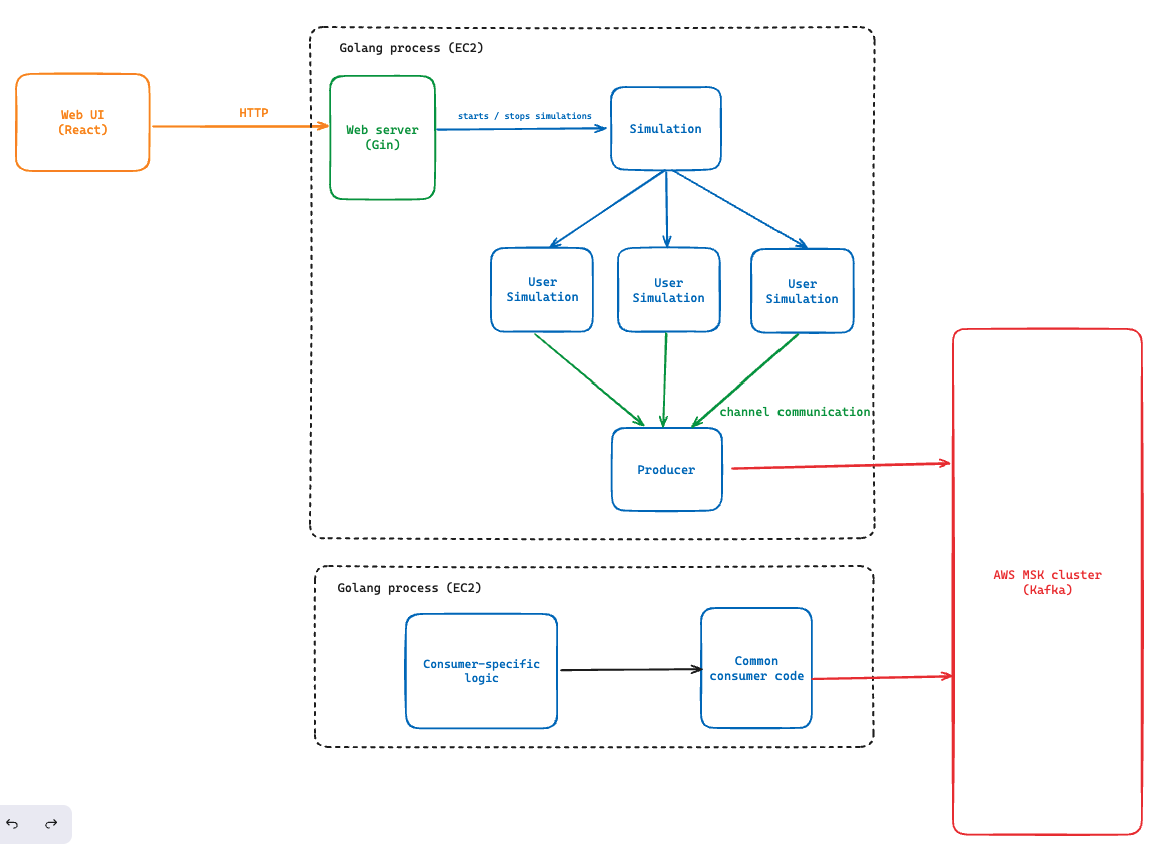 Golang process (EC2)
Web UI
(React)
HTTP
Web server
(Gin)
starts / stops simulations
Simulation
User
Simulation
User
Simulation
User
Simulation
channel communication
Producer
AWS MSK cluster
(Kafka)
Golang process (EC2)
Consumer-specific
logic
Common
consumer code